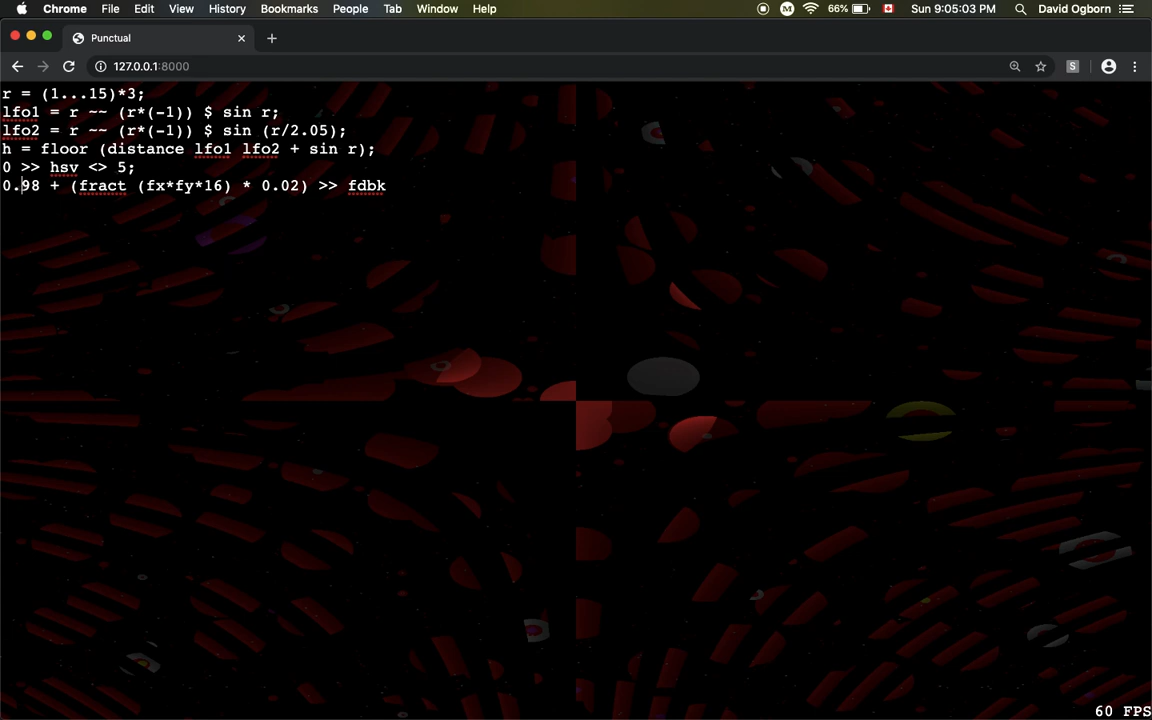 Chrome File Edit View History Bookmarks People Tab Window Help M 66% Sun 9:05:03 PM David Ogborn
Punctual
127.0.0.1:8000 S
r = (1...15)*3;
lfo1 = r ~~ (r*(-1)) $ sin r;
lfo2 = r ~~ (r*(-1)) $ sin (r/2.05);
h = floor (distance lfo1 lfo2 + sin r);
0 >> hsv <> 5;
0.98 + (fract (fx*fy*16) * 0.02) >> fdbk
60 FPS